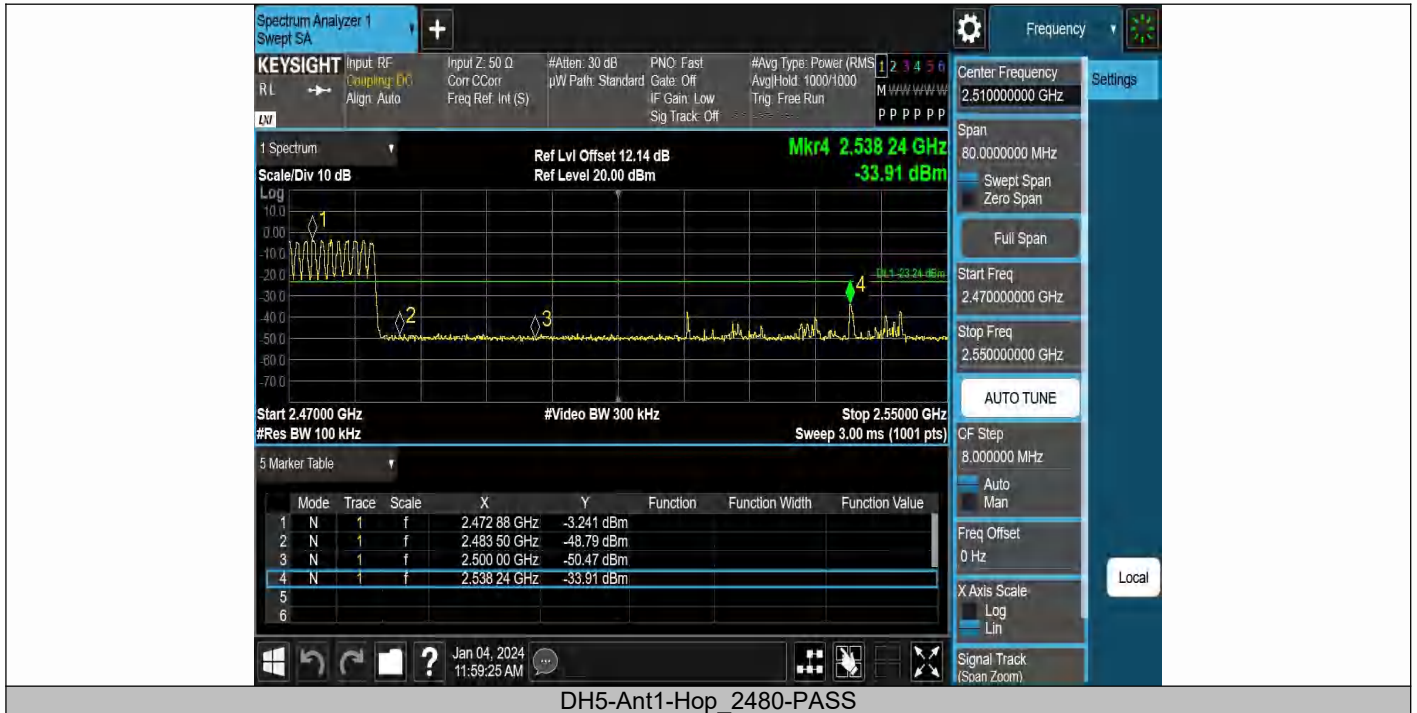 Spectrum Analyzer 1
Swept SA
Frequency
KEYSIGHT Input: RF Input Z: 50 Ω #Atten: 30 dB PNO: Fast #Avg Type: Power (RMS 1 2 3 4 5 6
RL Coupling: DC Corr CCorr µW Path: Standard Gate: Off Avg|Hold: 1000/1000 M W W W W W
Align: Auto Freq Ref: Int (S) IF Gain: Low Trig: Free Run
LXI Sig Track: Off P P P P P P
Center Frequency
2.510000000 GHz
Settings
1 Spectrum
Ref Lvl Offset 12.14 dB
Mkr4 2.538 24 GHz
Scale/Div 10 dB
Ref Level 20.00 dBm
-33.91 dBm
Log
10.0
0.00
-10.0
-20.0
-30.0
-40.0
-50.0
-60.0
-70.0
1
2
3
4
DL1 -23.24 dBm
Start 2.47000 GHz #Video BW 300 kHz Stop 2.55000 GHz
#Res BW 100 kHz Sweep 3.00 ms (1001 pts)
Span
80.0000000 MHz
Swept Span
Zero Span
Full Span
Start Freq
2.470000000 GHz
Stop Freq
2.550000000 GHz
AUTO TUNE
CF Step
8.000000 MHz
Auto
Man
Freq Offset
0 Hz
X Axis Scale
Log
Lin
Signal Track
(Span Zoom)
Local
5 Marker Table
Mode Trace Scale X Y Function Function Width Function Value
1 N 1 f 2.472 88 GHz -3.241 dBm
2 N 1 f 2.483 50 GHz -48.79 dBm
3 N 1 f 2.500 00 GHz -50.47 dBm
4 N 1 f 2.538 24 GHz -33.91 dBm
5
6
Jan 04, 2024
11:59:25 AM
DH5-Ant1-Hop_2480-PASS